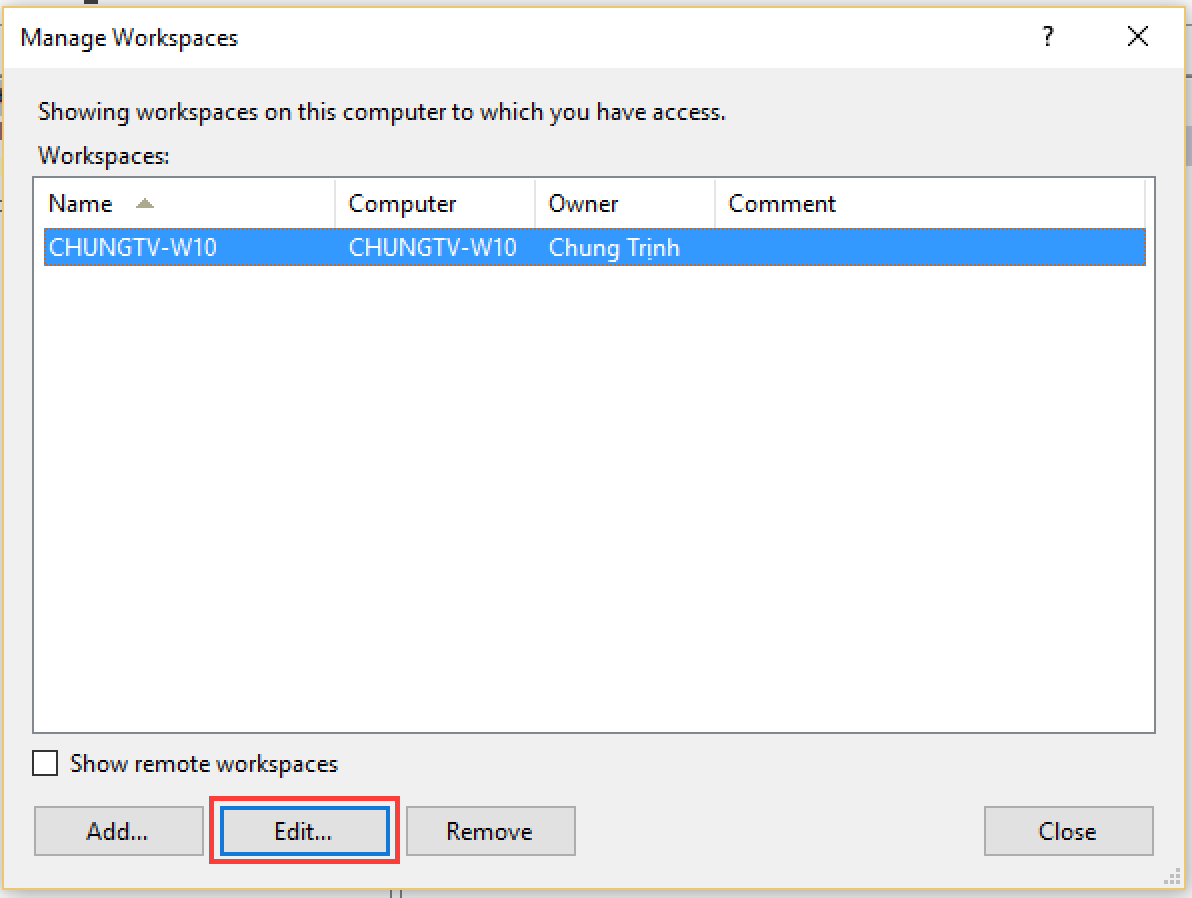 Manage Workspaces
?
Showing workspaces on this computer to which you have access.
Workspaces:
Name Computer Owner Comment
CHUNGTV-W10 CHUNGTV-W10 Chung Trịnh
Show remote workspaces
Add... Edit... Remove Close